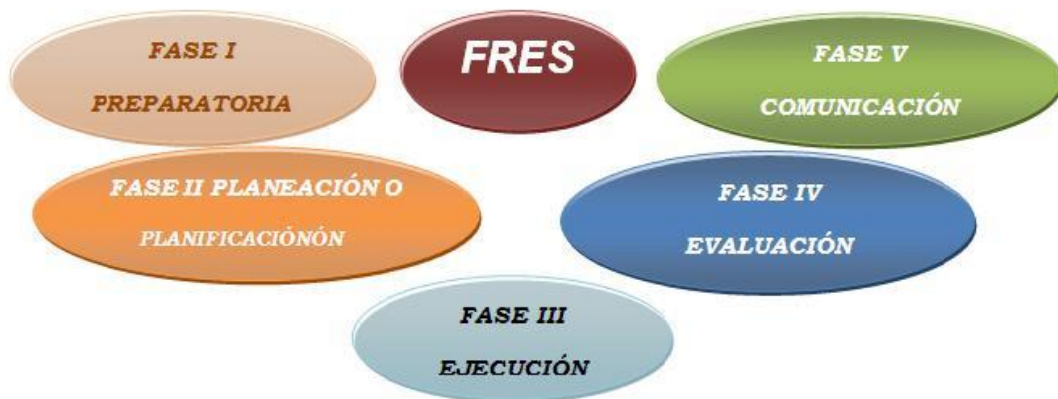 FASE I
PREPARATORIA
FRES
FASE V
COMUNICACIÓN
FASE II PLANEACIÓN O
PLANIFICACIÓNÓN
FASE IV
EVALUACIÓN
FASE III
EJECUCIÓN